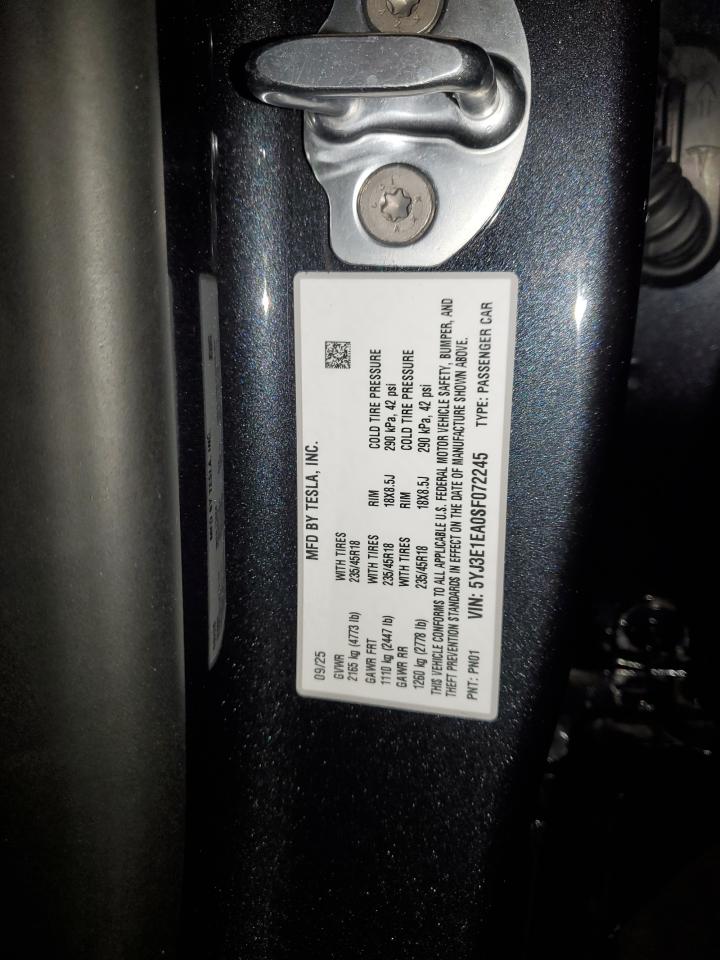 MFD BY TESLA, INC.
09/25
GVWR WITH TIRES
2165 kg (4773 lb) 235/45R18
GAWR FRT WITH TIRES RIM COLD TIRE PRESSURE
1110 kg (2447 lb) 235/45R18 18X8.5J 290 kPa, 42 psi
GAWR RR WITH TIRES RIM COLD TIRE PRESSURE
1260 kg (2778 lb) 235/45R18 18X8.5J 290 kPa, 42 psi
THIS VEHICLE CONFORMS TO ALL APPLICABLE U.S. FEDERAL MOTOR VEHICLE SAFETY, BUMPER, AND
THEFT PREVENTION STANDARDS IN EFFECT ON THE DATE OF MANUFACTURE SHOWN ABOVE.
PNT: PN01 VIN: 5YJ3E1EA0SF072245 TYPE: PASSENGER CAR